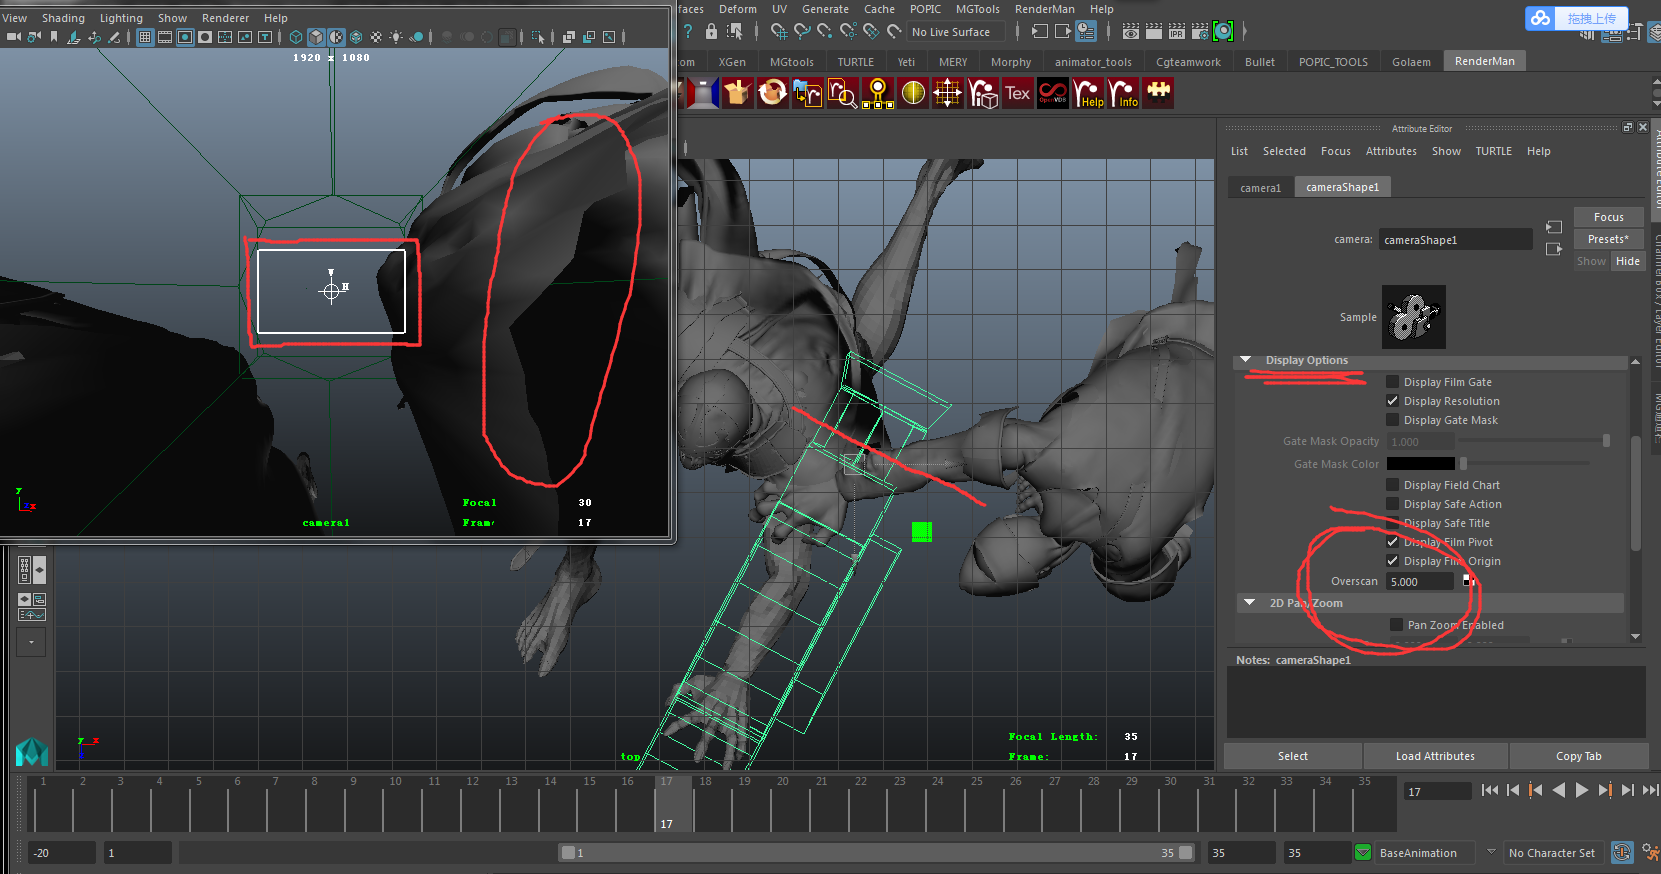 View Shading Lighting Show Renderer Help
Deform UV Generate Cache POPIC MGTools RenderMan Help
拖拽上传
No Live Surface
IPR
XGen MGtools TURTLE Yeti MERY Morphy animator_tools Cgteamwork Bullet POPIC_TOOLS Golaem RenderMan
Tex
OpenVDB
Help
Info
1920 x 1080
Focal 30
Frame 17
camera1
y
x
H
Attribute Editor
List Selected Focus Attributes Show TURTLE Help
camera1 cameraShape1
Focus
camera: cameraShape1
Presets*
Show Hide
Sample
Display Options
Display Film Gate
Display Resolution
Display Gate Mask
Gate Mask Opacity 1.000
Gate Mask Color
Display Field Chart
Display Safe Action
Display Safe Title
Display Film Pivot
Display Film Origin
Overscan 5.000
2D Pan/Zoom
Pan Zoom Enabled
Notes: cameraShape1
Select Load Attributes Copy Tab
Focal Length: 35
Frame: 17
top
y
x
1 2 3 4 5 6 7 8 9 10 11 12 13 14 15 16 17 18 19 20 21 22 23 24 25 26 27 28 29 30 31 32 33 34 35
17
17
-20 1 1 35 35 35 BaseAnimation No Character Set